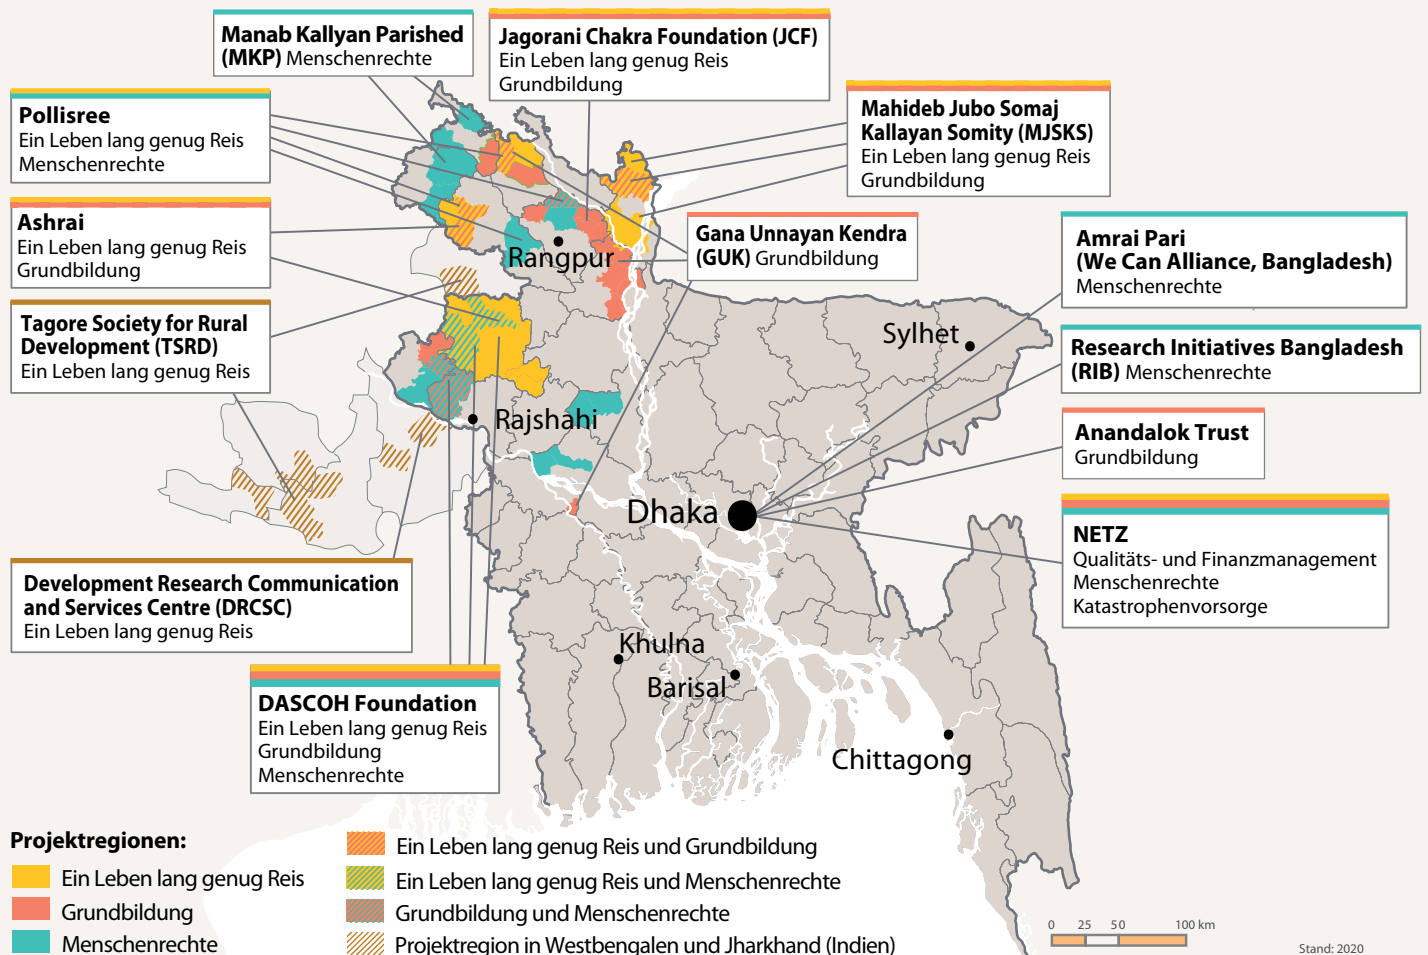 Manab Kallyan Parished
(MKP) Menschenrechte
Jagorani Chakra Foundation (JCF)
Ein Leben lang genug Reis
Grundbildung
Pollisree
Ein Leben lang genug Reis
Menschenrechte
Mahideb Jubo Somaj
Kallayan Somity (MJSKS)
Ein Leben lang genug Reis
Grundbildung
Ashrai
Ein Leben lang genug Reis
Grundbildung
Gana Unnayan Kendra
(GUK) Grundbildung
Amrai Pari
(We Can Alliance, Bangladesh)
Menschenrechte
Tagore Society for Rural
Development (TSRD)
Ein Leben lang genug Reis
Research Initiatives Bangladesh
(RIB) Menschenrechte
Anandalok Trust
Grundbildung
NETZ
Qualitäts- und Finanzmanagement
Menschenrechte
Katastrophenvorsorge
Development Research Communication
and Services Centre (DRCSC)
Ein Leben lang genug Reis
DASCOH Foundation
Ein Leben lang genug Reis
Grundbildung
Menschenrechte
Rangpur
Sylhet
Rajshahi
Dhaka
Khulna
Barisal
Chittagong
Projektregionen:
Ein Leben lang genug Reis
Grundbildung
Menschenrechte
Ein Leben lang genug Reis und Grundbildung
Ein Leben lang genug Reis und Menschenrechte
Grundbildung und Menschenrechte
Projektregion in Westbengalen und Jharkhand (Indien)
0 25 50 100 km
Stand: 2020